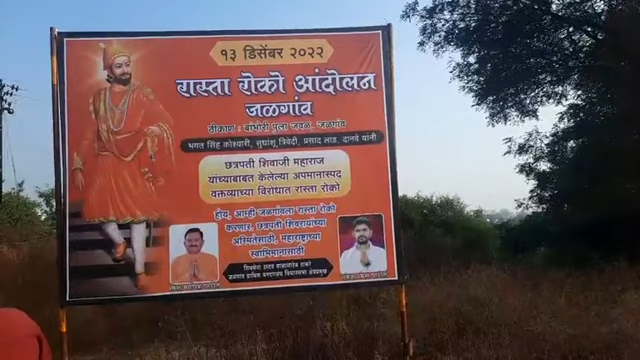 १३ डिसेंबर २०२२
रास्ता रोको आंदोलन
जळगांव
ठीकाण : बांभोरी पुला जवळ, जळगांव
भगत सिंह कोश्यारी, सुधांशू त्रिवेदी, प्रसाद लाड, दानवे यांनी
छत्रपती शिवाजी महाराज
यांच्याबाबत केलेल्या अपमानास्पद
वक्तव्याच्या विरोधात रास्ता रोको
होय, आम्ही जळगांवला रास्ता रोको
करणार, छत्रपती शिवरायांच्या
अस्मितेसाठी, महाराष्ट्राच्या
स्वाभिमानासाठी